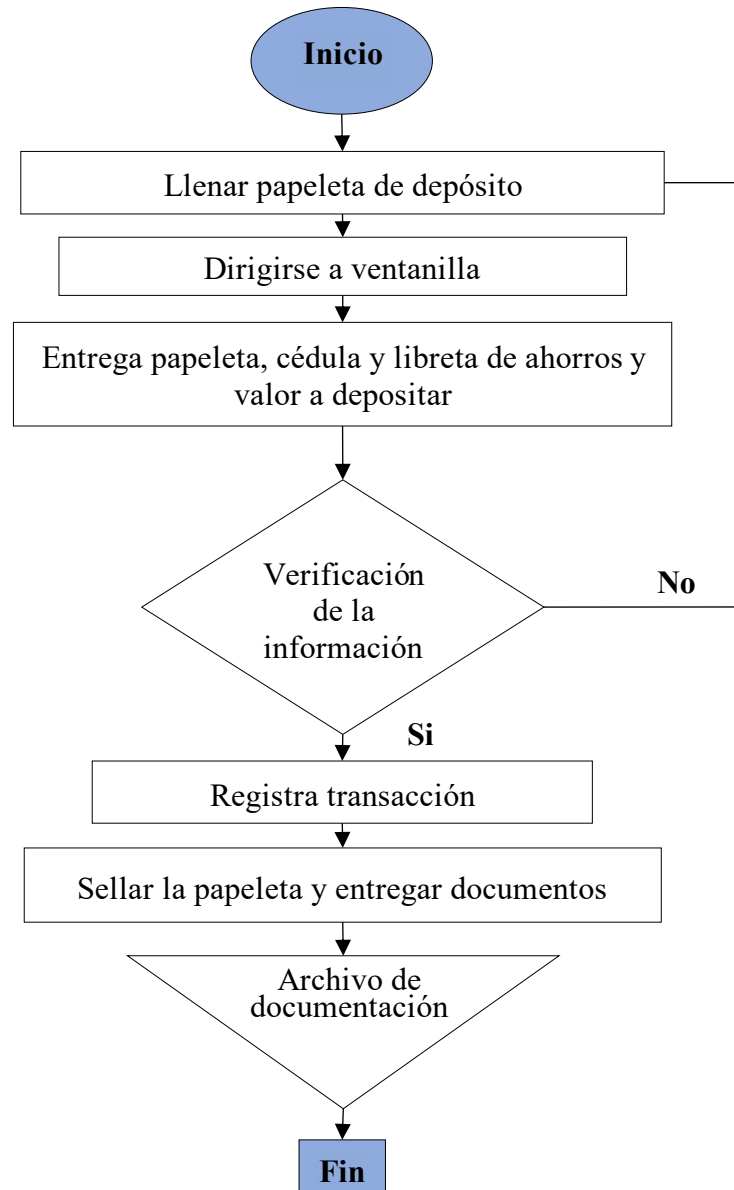 Inicio
Llenar papeleta de depósito
Dirigirse a ventanilla
Entrega papeleta, cédula y libreta de ahorros y
valor a depositar
Verificación
de la
información
No
Si
Registra transacción
Sellar la papeleta y entregar documentos
Archivo de
documentación
Fin